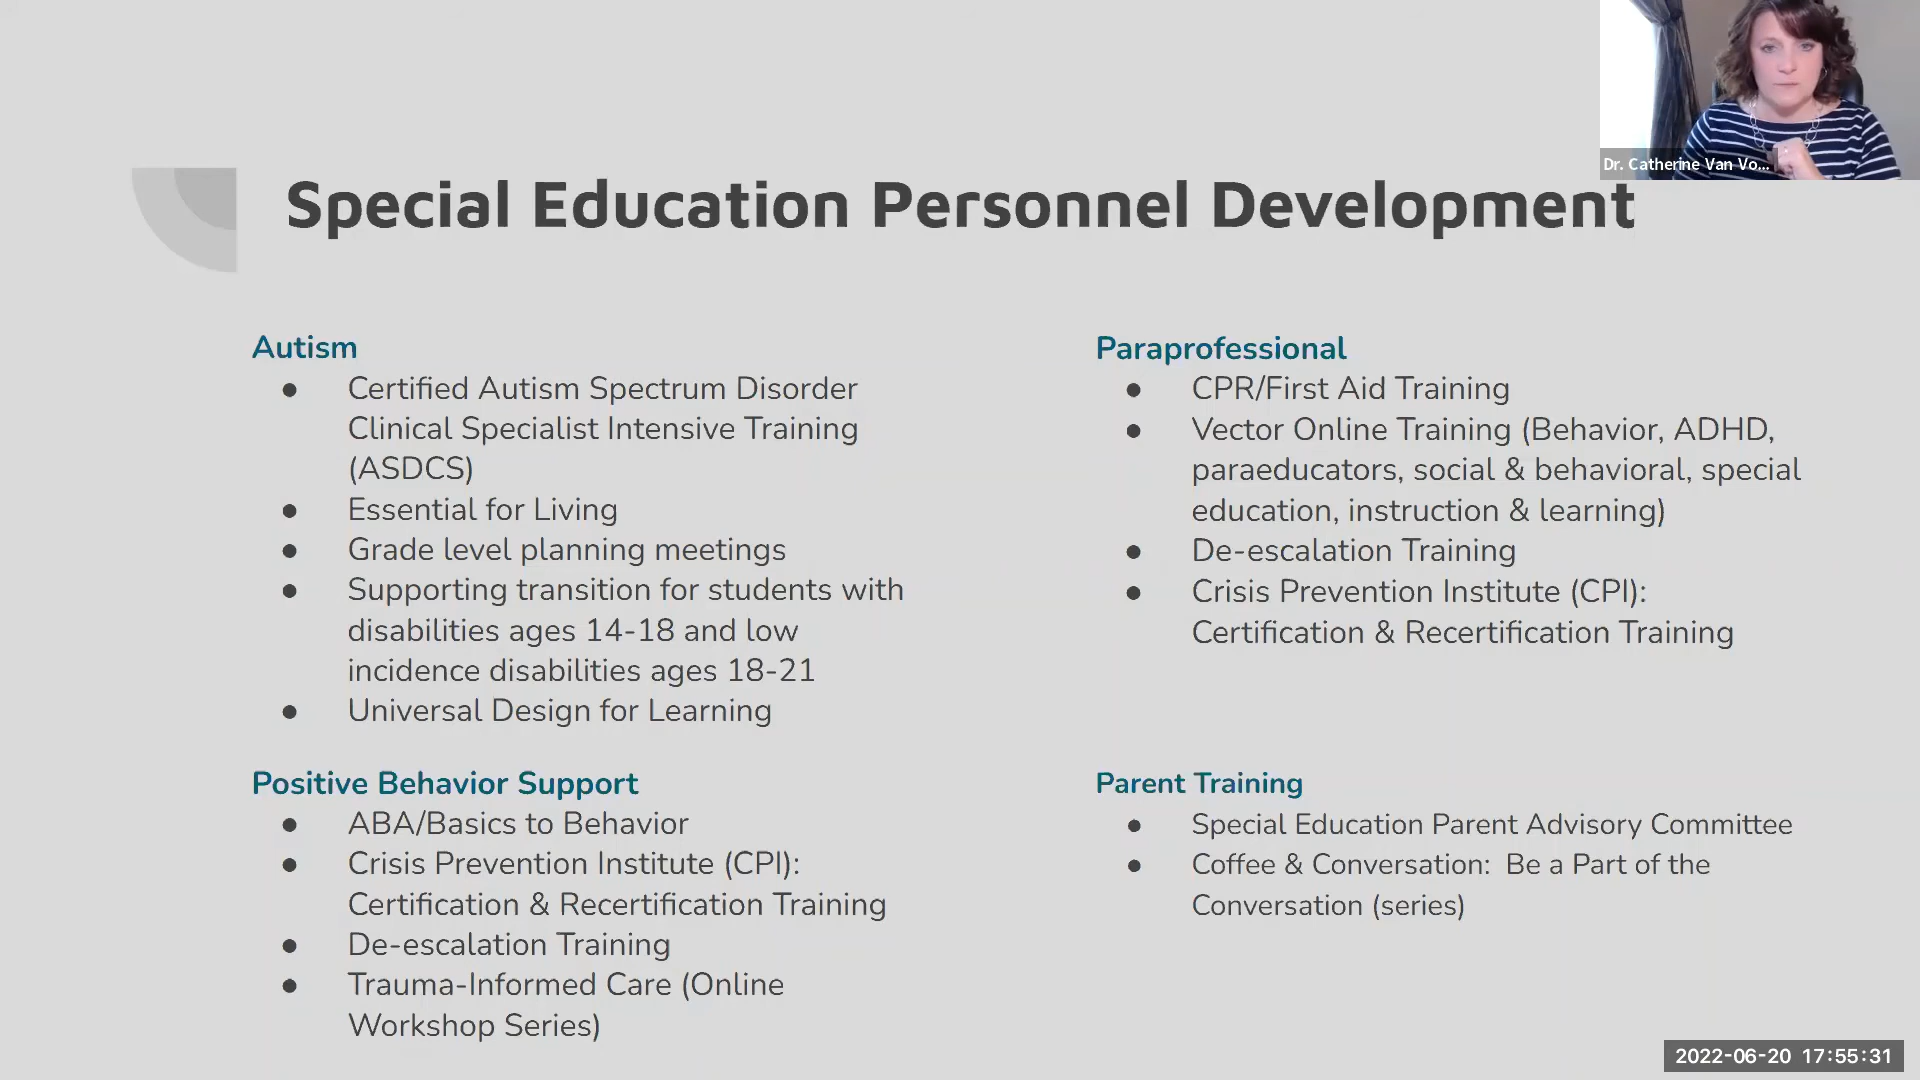 Dr. Catherine Van Vo...
Special Education Personnel Development
Autism
● Certified Autism Spectrum Disorder
Clinical Specialist Intensive Training
(ASDCS)
● Essential for Living
● Grade level planning meetings
● Supporting transition for students with
disabilities ages 14-18 and low
incidence disabilities ages 18-21
● Universal Design for Learning
Positive Behavior Support
● ABA/Basics to Behavior
● Crisis Prevention Institute (CPI):
Certification & Recertification Training
● De-escalation Training
● Trauma-Informed Care (Online
Workshop Series)
Paraprofessional
● CPR/First Aid Training
● Vector Online Training (Behavior, ADHD,
paraeducators, social & behavioral, special
education, instruction & learning)
● De-escalation Training
● Crisis Prevention Institute (CPI):
Certification & Recertification Training
Parent Training
● Special Education Parent Advisory Committee
● Coffee & Conversation:  Be a Part of the
Conversation (series)
2022-06-20 17:55:31